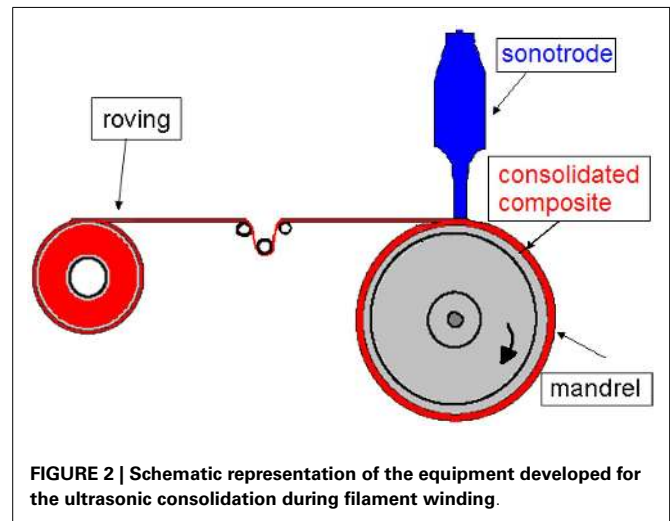 sonotrode
roving
consolidated
composite
mandrel
FIGURE 2 | Schematic representation of the equipment developed for
the ultrasonic consolidation during filament winding.